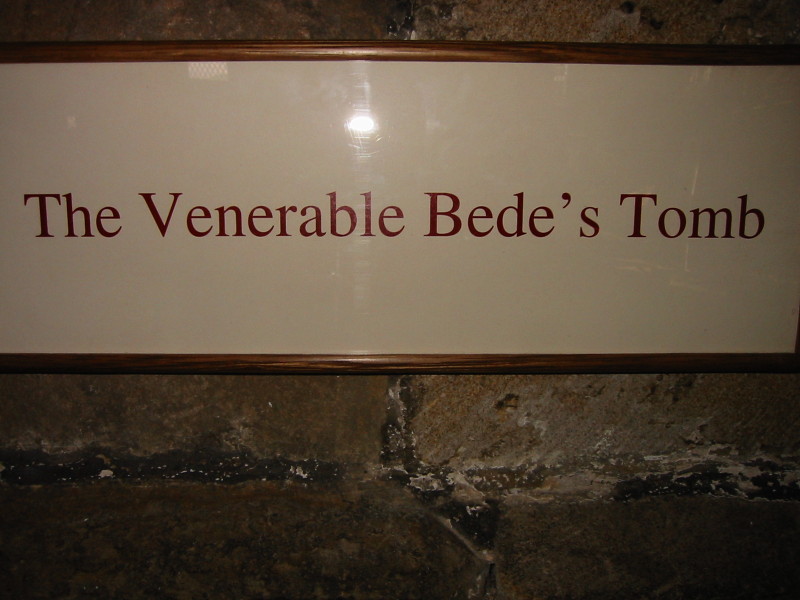 The Venerable Bede’s Tomb